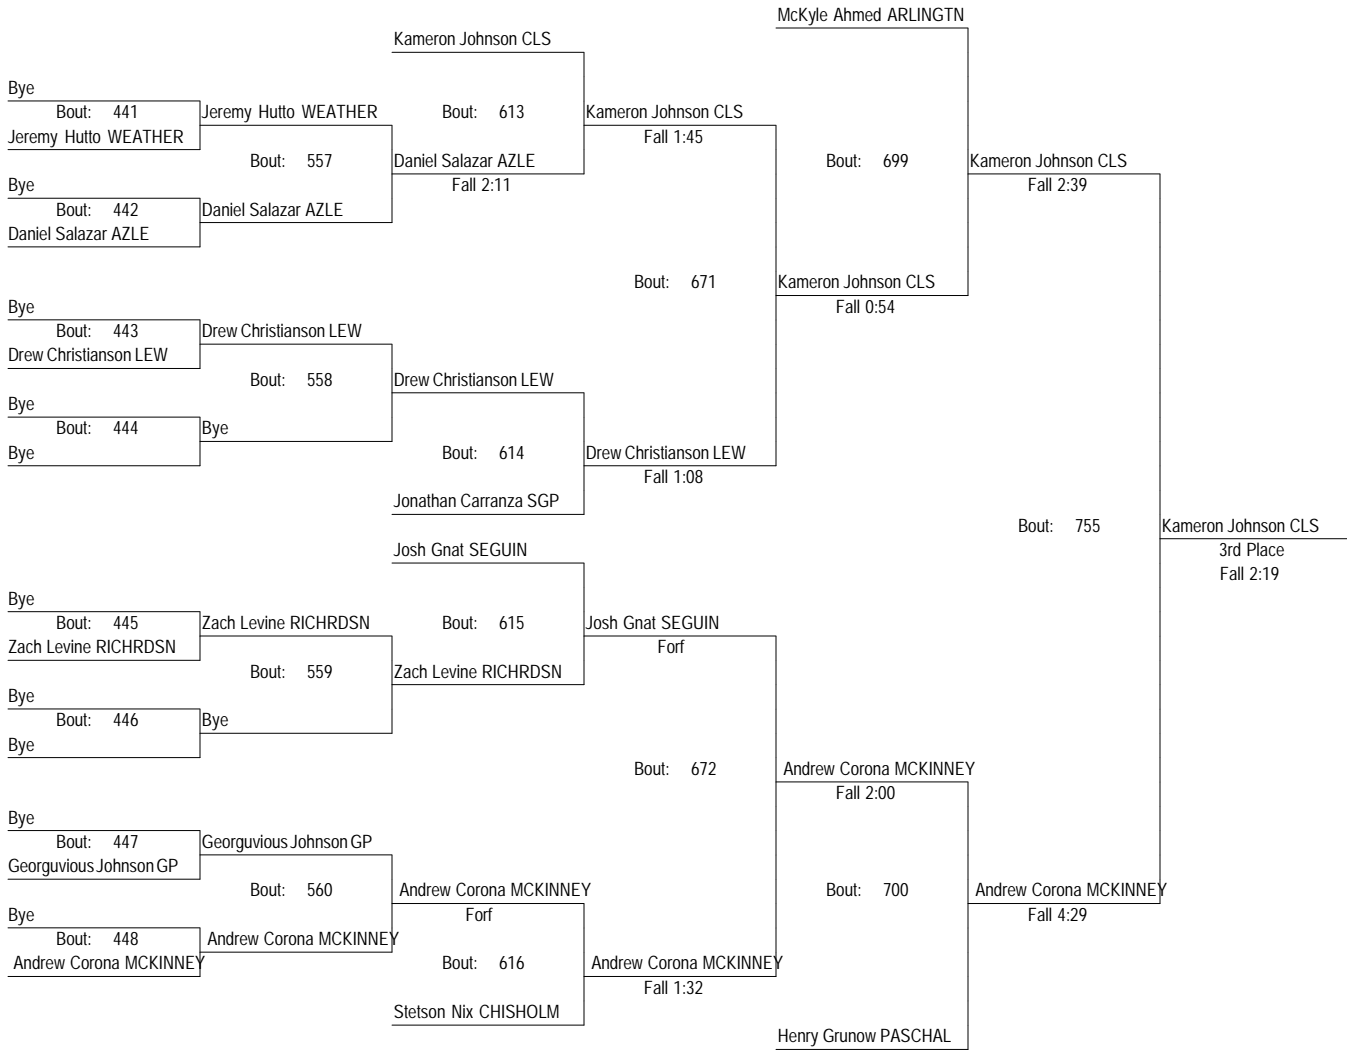 McKyle Ahmed ARLINGTN
Kameron Johnson CLS
Bye
Bout: 441
Jeremy Hutto WEATHER
Jeremy Hutto WEATHER
Bout: 613
Kameron Johnson CLS
Fall 1:45
Bout: 557
Daniel Salazar AZLE
Fall 2:11
Bout: 699
Kameron Johnson CLS
Fall 2:39
Bye
Bout: 442
Daniel Salazar AZLE
Daniel Salazar AZLE
Bout: 671
Kameron Johnson CLS
Fall 0:54
Bye
Bout: 443
Drew Christianson LEW
Drew Christianson LEW
Bout: 558
Drew Christianson LEW
Bye
Bout: 444
Bye
Bye
Bout: 614
Drew Christianson LEW
Fall 1:08
Jonathan Carranza SGP
Bout: 755
Kameron Johnson CLS
3rd Place
Fall 2:19
Josh Gnat SEGUIN
Bye
Bout: 445
Zach Levine RICHRDSN
Zach Levine RICHRDSN
Bout: 615
Josh Gnat SEGUIN
Forf
Bout: 559
Zach Levine RICHRDSN
Bye
Bout: 446
Bye
Bye
Bout: 672
Andrew Corona MCKINNEY
Fall 2:00
Bye
Bout: 447
Georguvious Johnson GP
Georguvious Johnson GP
Bout: 560
Andrew Corona MCKINNEY
Forf
Bout: 700
Andrew Corona MCKINNEY
Fall 4:29
Bye
Bout: 448
Andrew Corona MCKINNEY
Andrew Corona MCKINNEY
Bout: 616
Andrew Corona MCKINNEY
Fall 1:32
Stetson Nix CHISHOLM
Henry Grunow PASCHAL